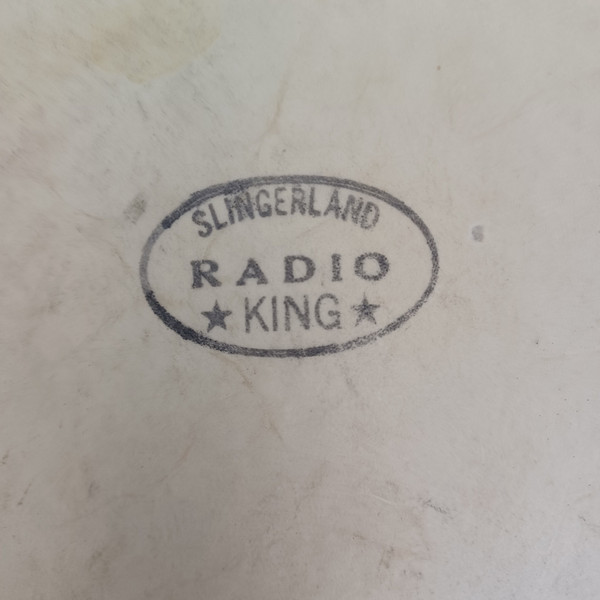 SLINGERLAND
RADIO
★ KING ★